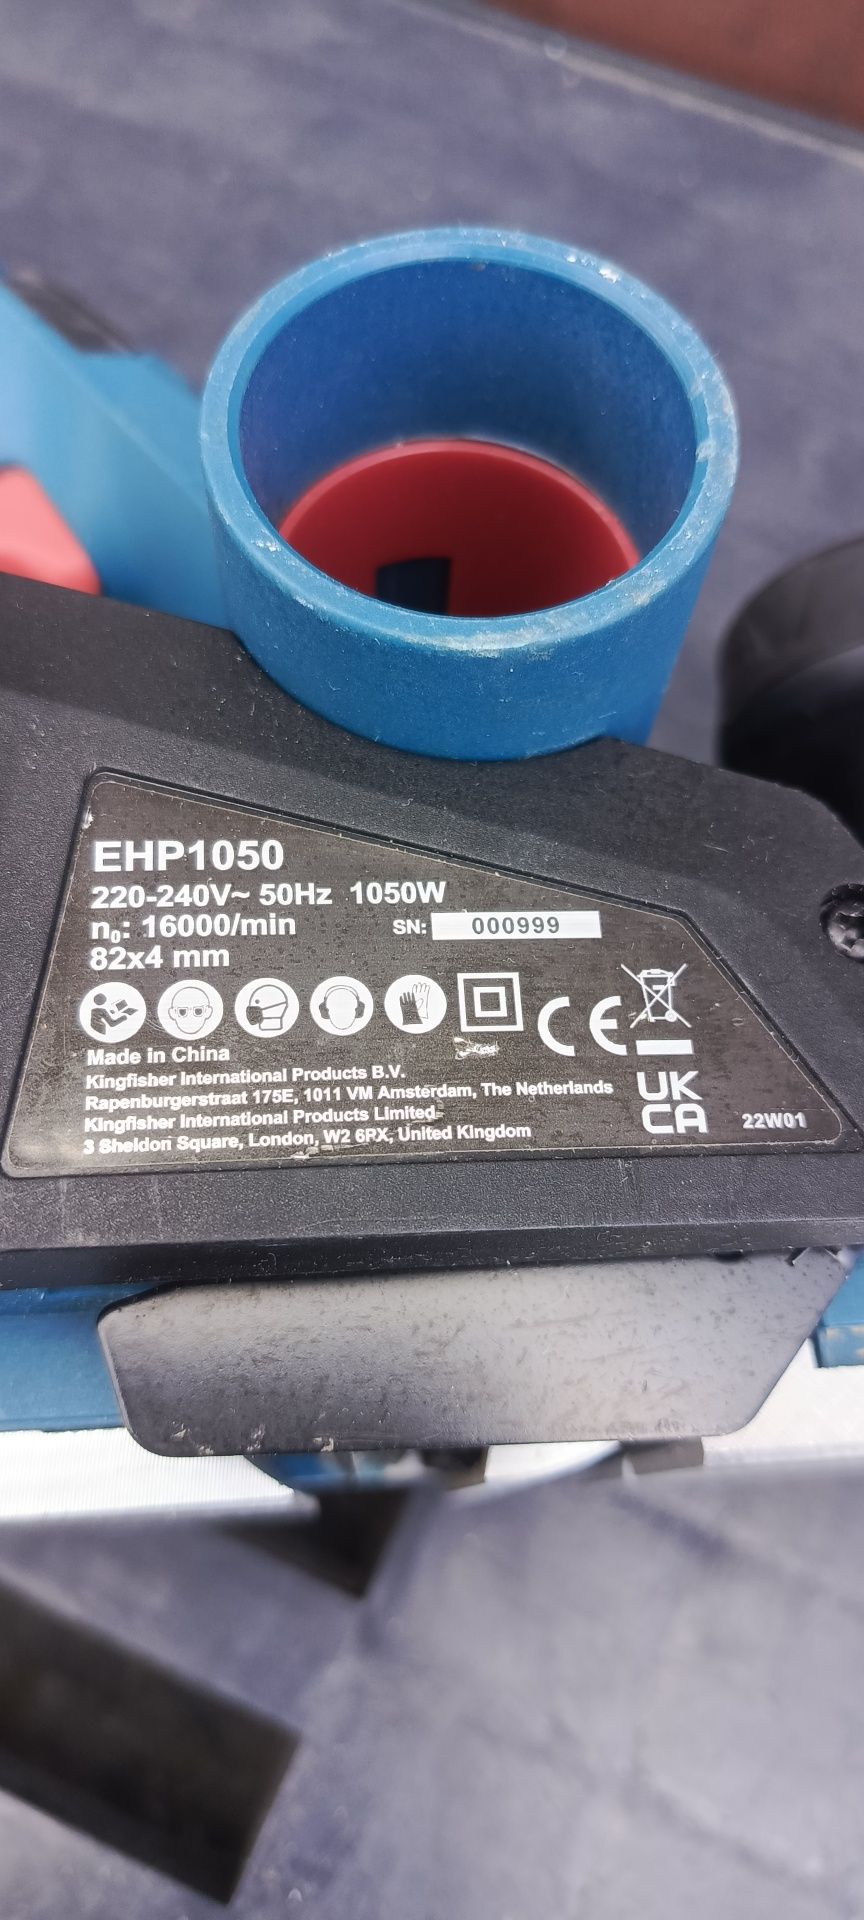 EHP1050
220-240V~ 50Hz 1050W
n₀: 16000/min
SN: 000999
82x4 mm
CE
Made in China
Kingfisher International Products B.V.
Rapenburgerstraat 175E, 1011 VM Amsterdam, The Netherlands
Kingfisher International Products Limited
3 Sheldon Square, London, W2 6PX, United Kingdom
UK
CA
22W01